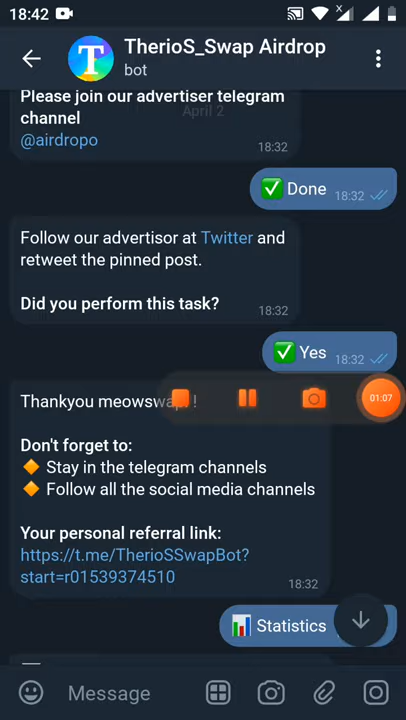 18:42
TherioS_Swap Airdrop
bot
Please join our advertiser telegram
April 2
channel
@airdropo
18:32
Done
18:32
Follow our advertisor at Twitter and
retweet the pinned post.
Did you perform this task?
18:32
Yes
18:32
Thankyou meowswa !
01:07
Don't forget to:
Stay in the telegram channels
Follow all the social media channels
Your personal referral link:
https://t.me/TherioSSwapBot?
start=r01539374510
18:32
Statistics
Message